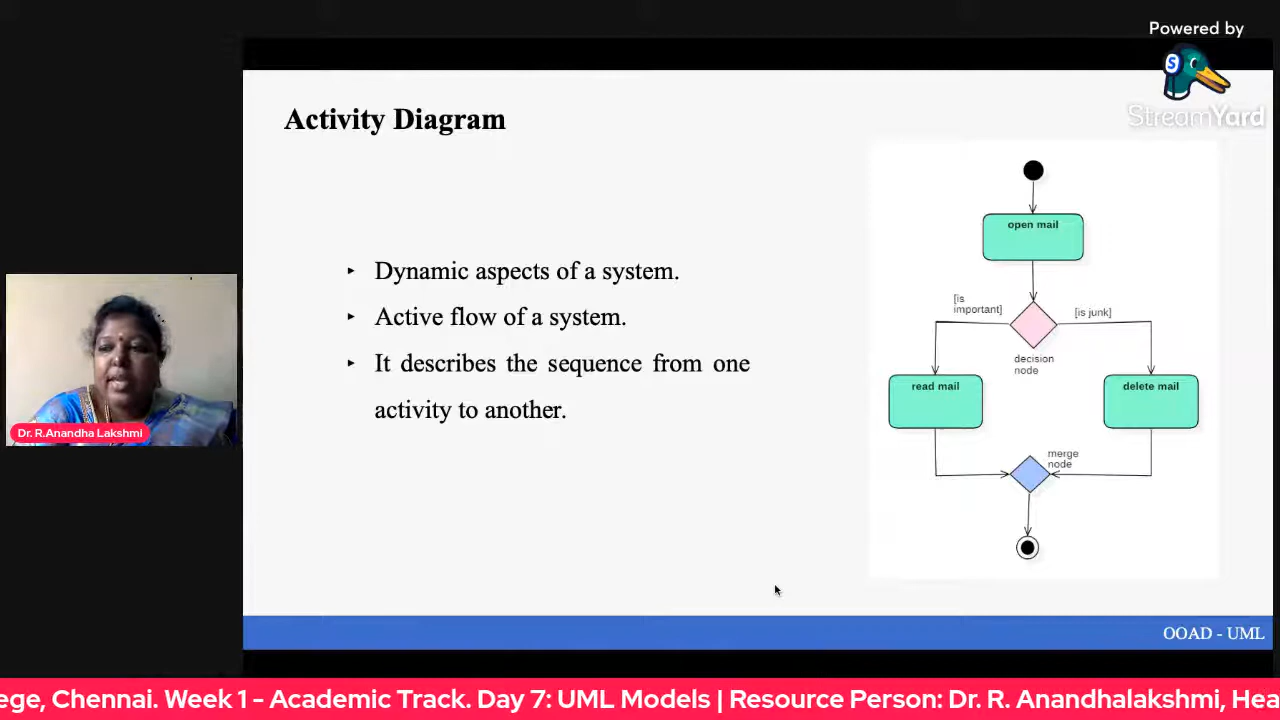 Powered by
StreamYard
Activity Diagram
Dynamic aspects of a system.
Active flow of a system.
It describes the sequence from one
activity to another.
open mail
[is
important]
[is junk]
decision
node
read mail
delete mail
merge
node
Dr. R.Anandha Lakshmi
OOAD - UML
ege, Chennai. Week 1 - Academic Track. Day 7: UML Models | Resource Person: Dr. R. Anandhalakshmi, Hea